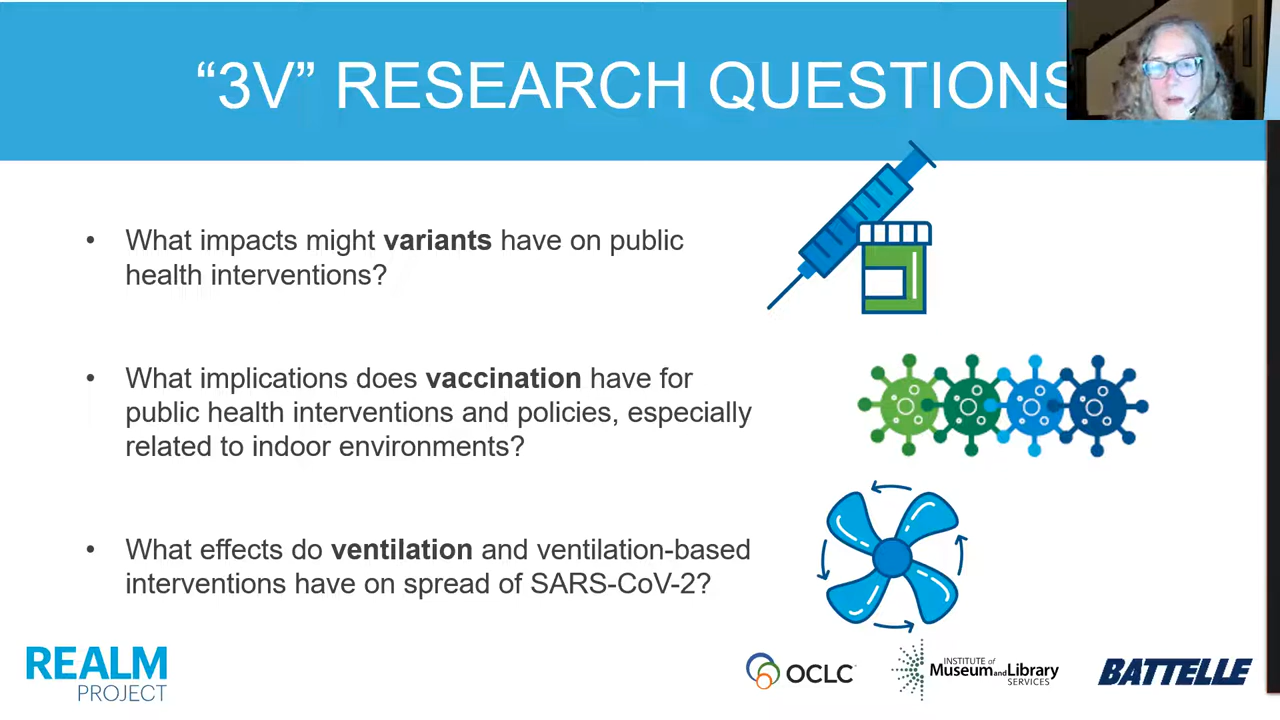 “3V” RESEARCH QUESTIONS
• What impacts might variants have on public
health interventions?
• What implications does vaccination have for
public health interventions and policies, especially
related to indoor environments?
• What effects do ventilation and ventilation-based
interventions have on spread of SARS-CoV-2?
REALM
PROJECT
OCLC
INSTITUTE of
Museum and Library
SERVICES
BATTELLE